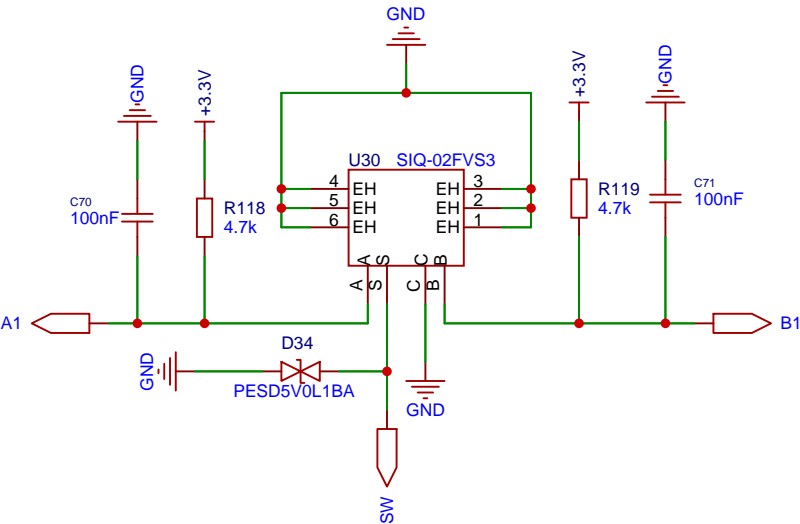 GND
GND
+3.3V
+3.3V
GND
U30 SIQ-02FVS3
4 EH EH 3
5 EH EH 2
6 EH EH 1
C70
100nF
R118
4.7k
R119
4.7k
C71
100nF
A S C B
A S C B
A1
B1
D34
GND
PESD5V0L1BA
GND
SW